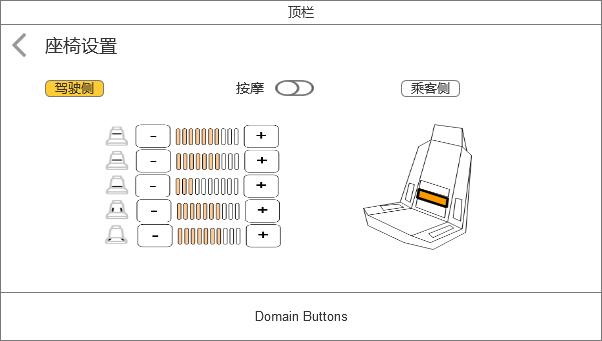 顶栏
座椅设置
驾驶侧
按摩
乘客侧
- +
- +
- +
- +
- +
Domain Buttons